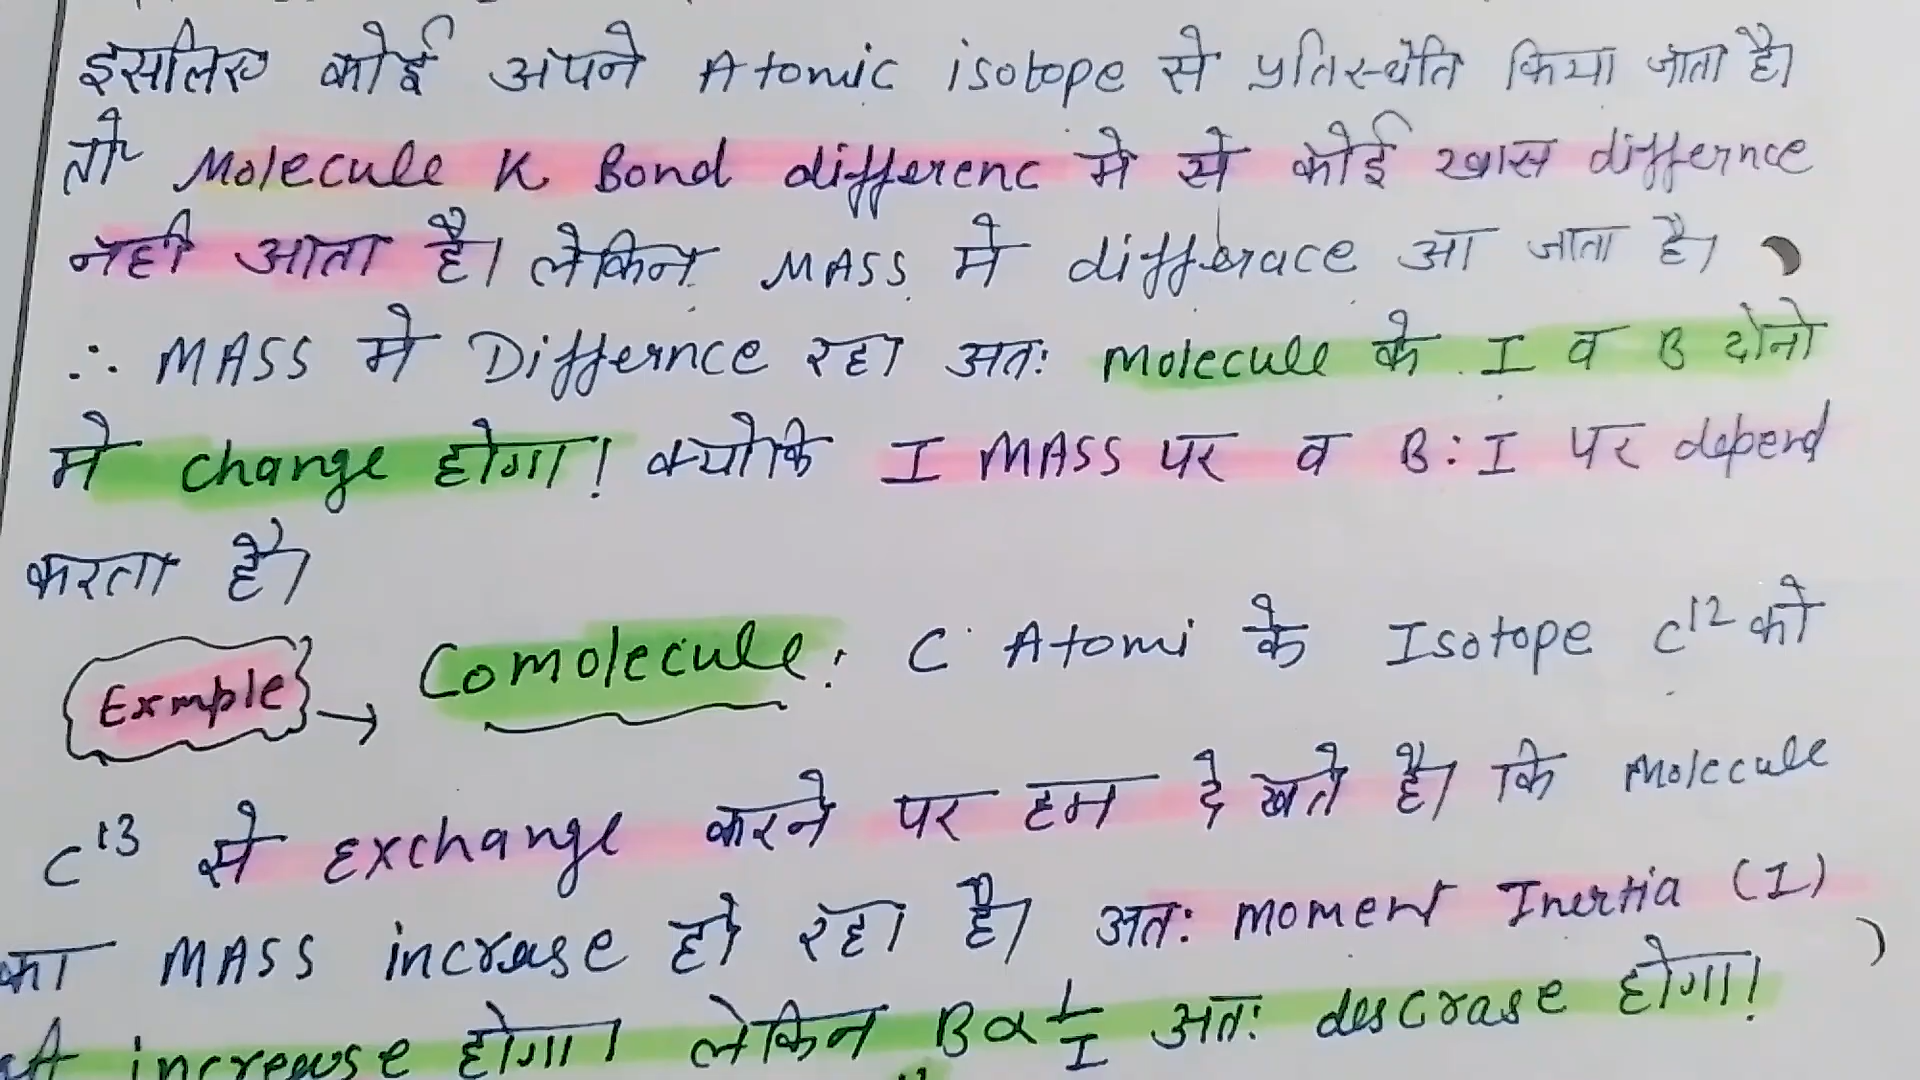 इसलिए कोई अपने Atomic isotope से प्रतिस्थेति किया जाता है।
तो Molecule K Bond differenc मे से कोई खास differnce
नही आता है। लेकिन MASS मे differace आ जाता है।
∴ MASS मे Differnce रहा अतः Molecule के I व B दोनो
मे change होगा! क्योकि I MASS पर व B : I पर depend
करता है।
Exmple → Comolecule : C Atomi के Isotope C¹² को
C¹³ से Exchange करने पर हम देखते है। कि Molecule
का MASS increase हो रहा है। अतः moment Inertia (I)
increase होगा। लेकिन B α 1/I अतः descrase होगा!